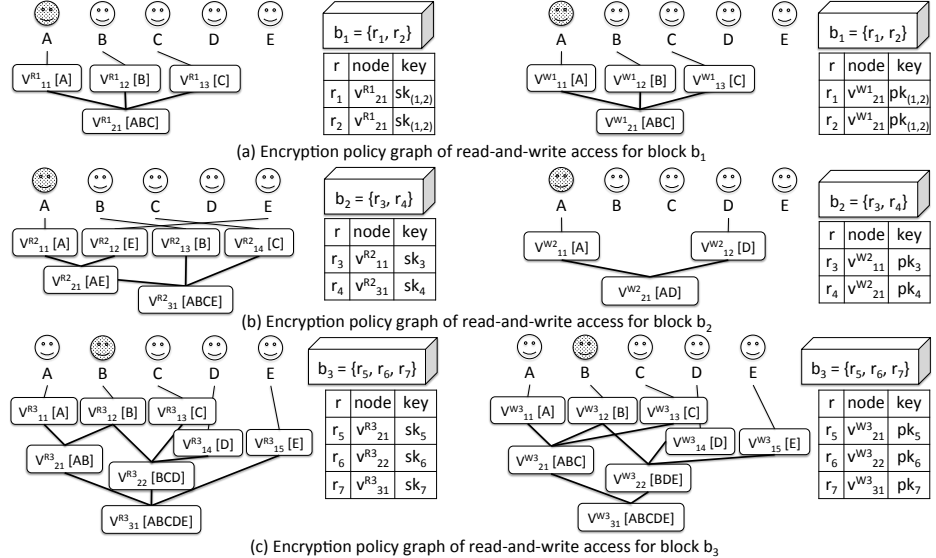 A B C D E
b1 = {r1, r2}
V^R1_11 [A] V^R1_12 [B] V^R1_13 [C]
V^R1_21 [ABC]
r node key
r1 v^R1_21 sk(1,2)
r2 v^R1_21 sk(1,2)
A B C D E
b1 = {r1, r2}
V^W1_11 [A] V^W1_12 [B] V^W1_13 [C]
V^W1_21 [ABC]
r node key
r1 v^W1_21 pk(1,2)
r2 v^W1_21 pk(1,2)
(a) Encryption policy graph of read-and-write access for block b1
A B C D E
b2 = {r3, r4}
V^R2_11 [A] V^R2_12 [E] V^R2_13 [B] V^R2_14 [C]
V^R2_21 [AE]
V^R2_31 [ABCE]
r node key
r3 v^R2_11 sk3
r4 v^R2_31 sk4
A B C D E
b2 = {r3, r4}
V^W2_11 [A] V^W2_12 [D]
V^W2_21 [AD]
r node key
r3 v^W2_11 pk3
r4 v^W2_21 pk4
(b) Encryption policy graph of read-and-write access for block b2
A B C D E
b3 = {r5, r6, r7}
V^R3_11 [A] V^R3_12 [B] V^R3_13 [C]
V^R3_14 [D] V^R3_15 [E]
V^R3_21 [AB]
V^R3_22 [BCD]
V^R3_31 [ABCDE]
r node key
r5 v^R3_21 sk5
r6 v^R3_22 sk6
r7 v^R3_31 sk7
A B C D E
b3 = {r5, r6, r7}
V^W3_11 [A] V^W3_12 [B] V^W3_13 [C]
V^W3_14 [D] V^W3_15 [E]
V^W3_21 [ABC]
V^W3_22 [BDE]
V^W3_31 [ABCDE]
r node key
r5 v^W3_21 pk5
r6 v^W3_22 pk6
r7 v^W3_31 pk7
(c) Encryption policy graph of read-and-write access for block b3